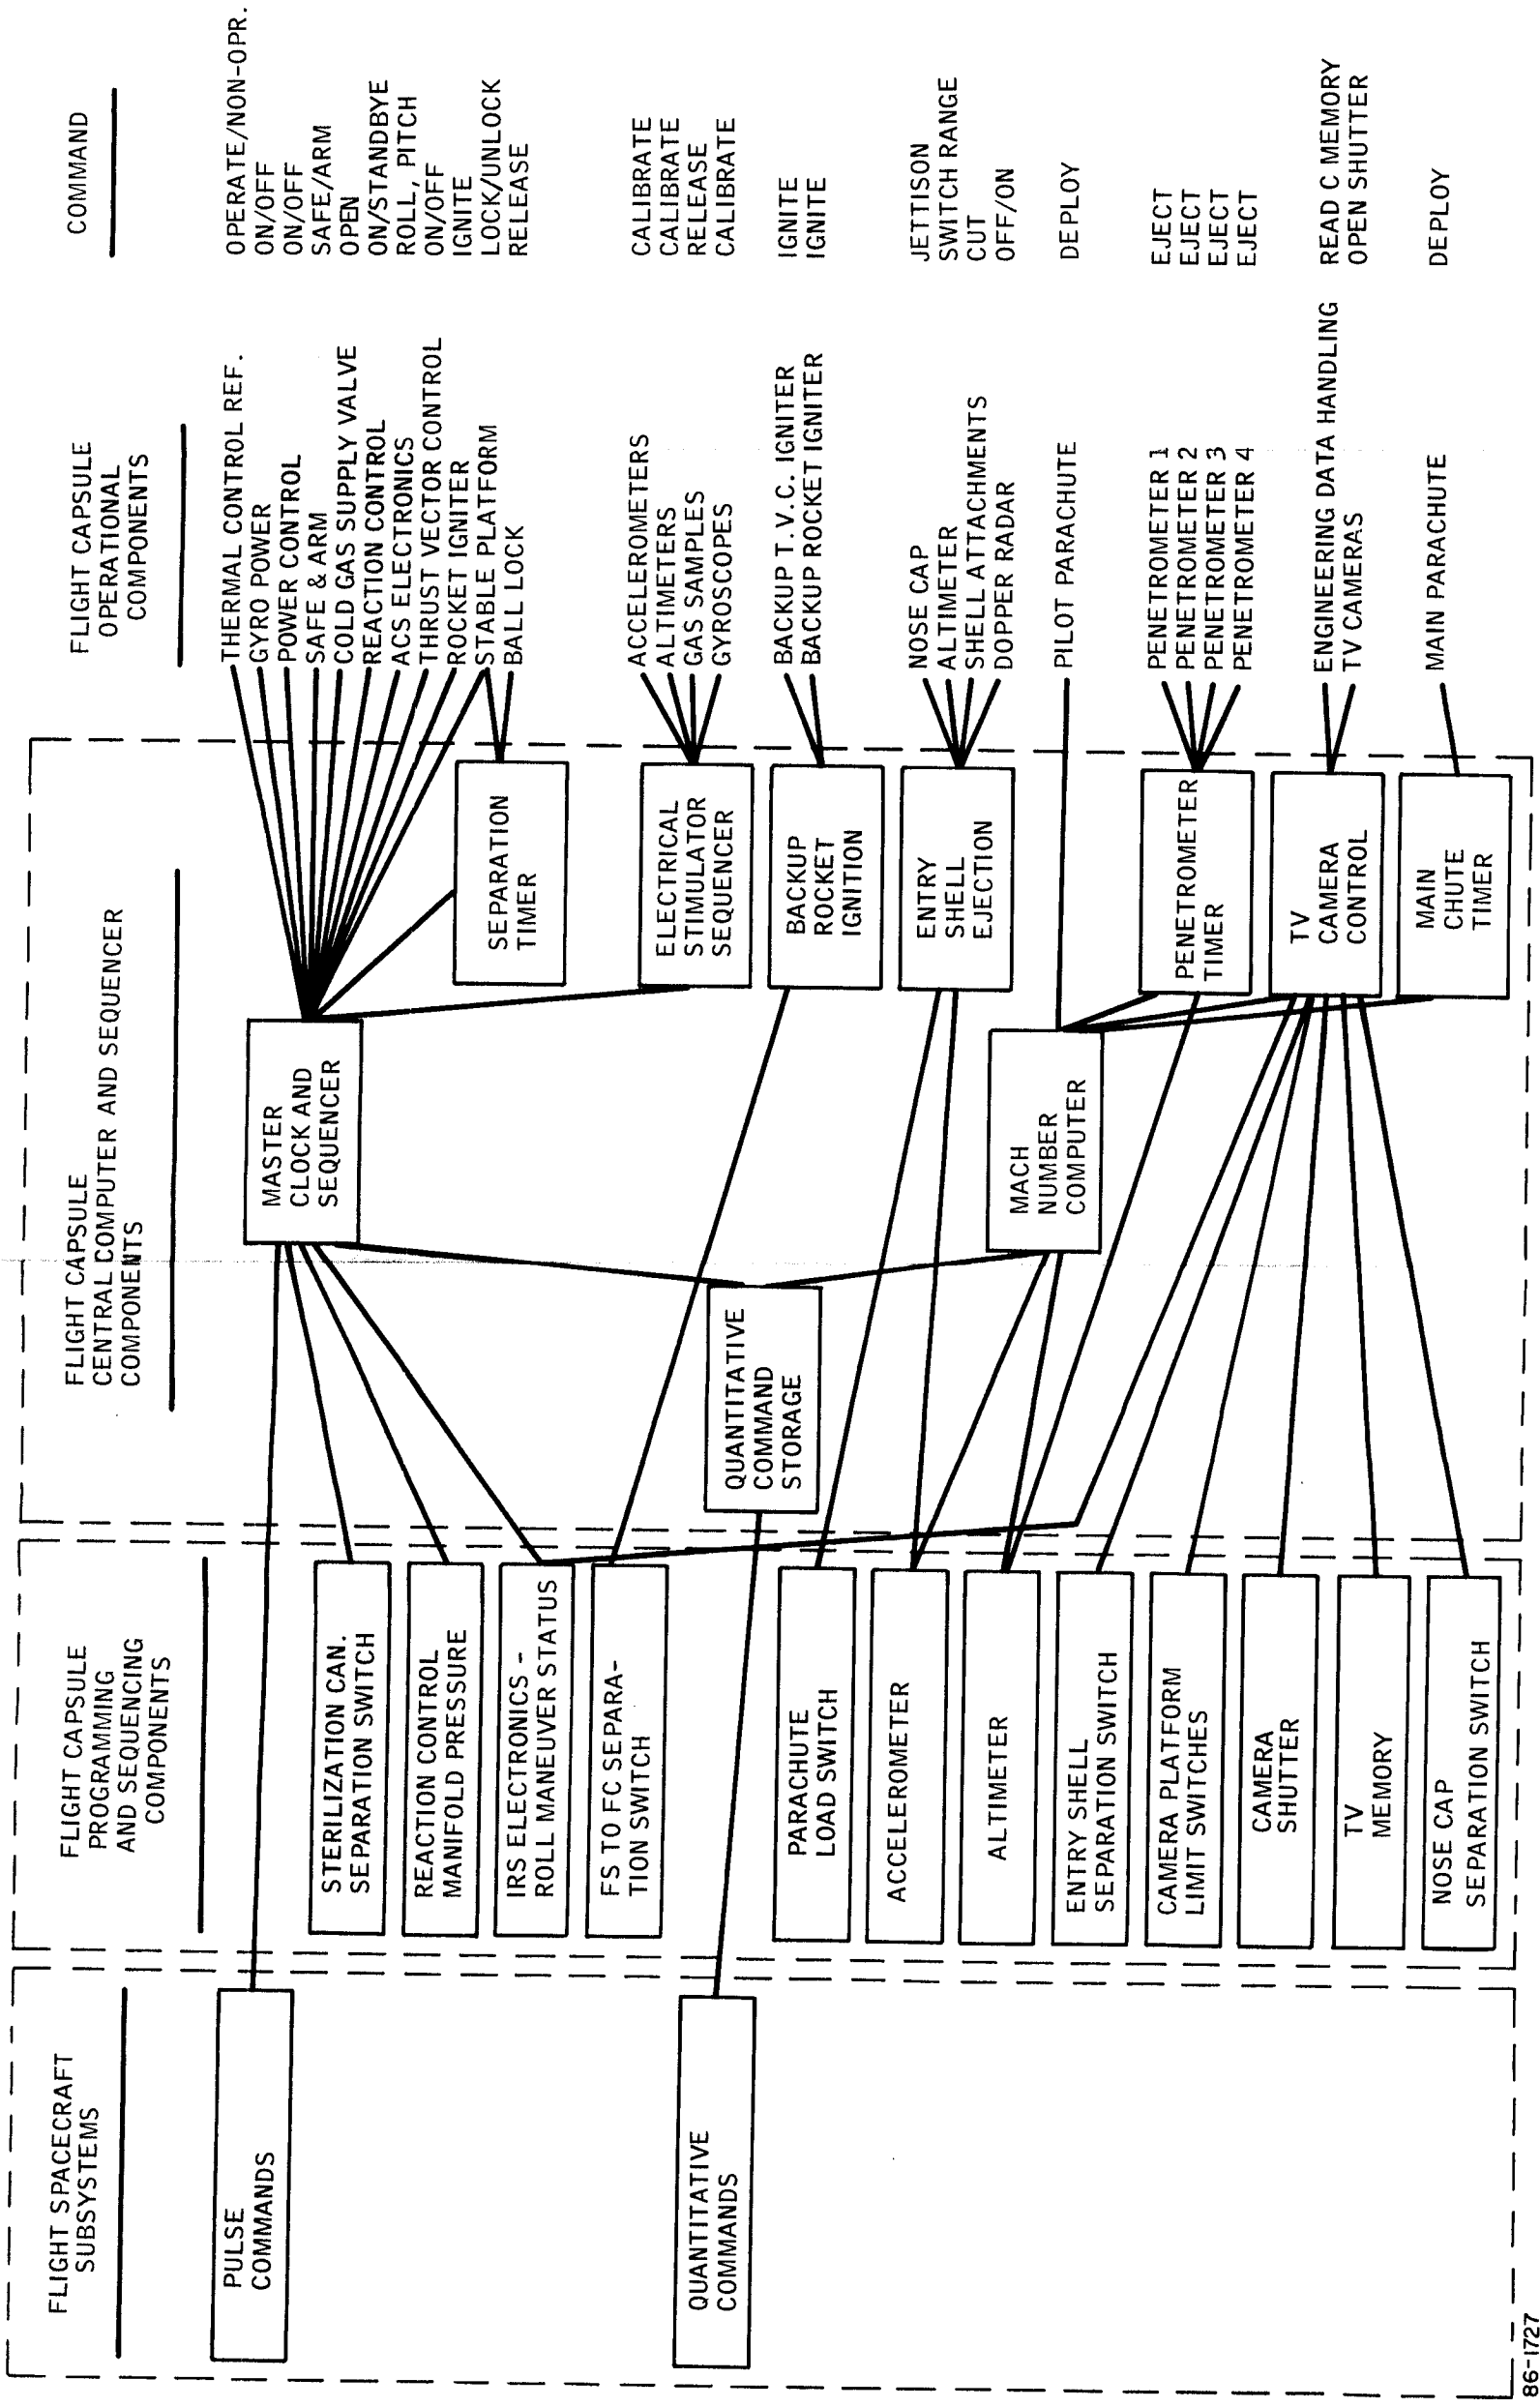 FLIGHT SPACECRAFT
SUBSYSTEMS
PULSE
COMMANDS
QUANTITATIVE
COMMANDS
FLIGHT CAPSULE
PROGRAMMING
AND SEQUENCING
COMPONENTS
STERILIZATION CAN.
SEPARATION SWITCH
REACTION CONTROL
MANIFOLD PRESSURE
IRS ELECTRONICS -
ROLL MANEUVER STATUS
FS TO FC SEPARA-
TION SWITCH
PARACHUTE
LOAD SWITCH
ACCELEROMETER
ALTIMETER
ENTRY SHELL
SEPARATION SWITCH
CAMERA PLATFORM
LIMIT SWITCHES
CAMERA
SHUTTER
TV
MEMORY
NOSE CAP
SEPARATION SWITCH
FLIGHT CAPSULE
CENTRAL COMPUTER AND SEQUENCER
COMPONENTS
MASTER
CLOCK AND
SEQUENCER
QUANTITATIVE
COMMAND
STORAGE
MACH
NUMBER
COMPUTER
SEPARATION
TIMER
ELECTRICAL
STIMULATOR
SEQUENCER
BACKUP
ROCKET
IGNITION
ENTRY
SHELL
EJECTION
PENETROMETER
TIMER
TV
CAMERA
CONTROL
MAIN
CHUTE
TIMER
FLIGHT CAPSULE
OPERATIONAL
COMPONENTS
THERMAL CONTROL REF.
GYRO POWER
POWER CONTROL
SAFE & ARM
COLD GAS SUPPLY VALVE
REACTION CONTROL
ACS ELECTRONICS
THRUST VECTOR CONTROL
ROCKET IGNITER
STABLE PLATFORM
BALL LOCK
ACCELEROMETERS
ALTIMETERS
GAS SAMPLES
GYROSCOPES
BACKUP T.V.C. IGNITER
BACKUP ROCKET IGNITER
NOSE CAP
ALTIMETER
SHELL ATTACHMENTS
DOPPER RADAR
PILOT PARACHUTE
PENETROMETER 1
PENETROMETER 2
PENETROMETER 3
PENETROMETER 4
ENGINEERING DATA HANDLING
TV CAMERAS
MAIN PARACHUTE
COMMAND
OPERATE/NON-OPR.
ON/OFF
ON/OFF
SAFE/ARM
OPEN
ON/STANDBYE
ROLL, PITCH
ON/OFF
IGNITE
LOCK/UNLOCK
RELEASE
CALIBRATE
CALIBRATE
RELEASE
CALIBRATE
IGNITE
IGNITE
JETTISON
SWITCH RANGE
CUT
OFF/ON
DEPLOY
EJECT
EJECT
EJECT
EJECT
READ C MEMORY
OPEN SHUTTER
DEPLOY
86-1727